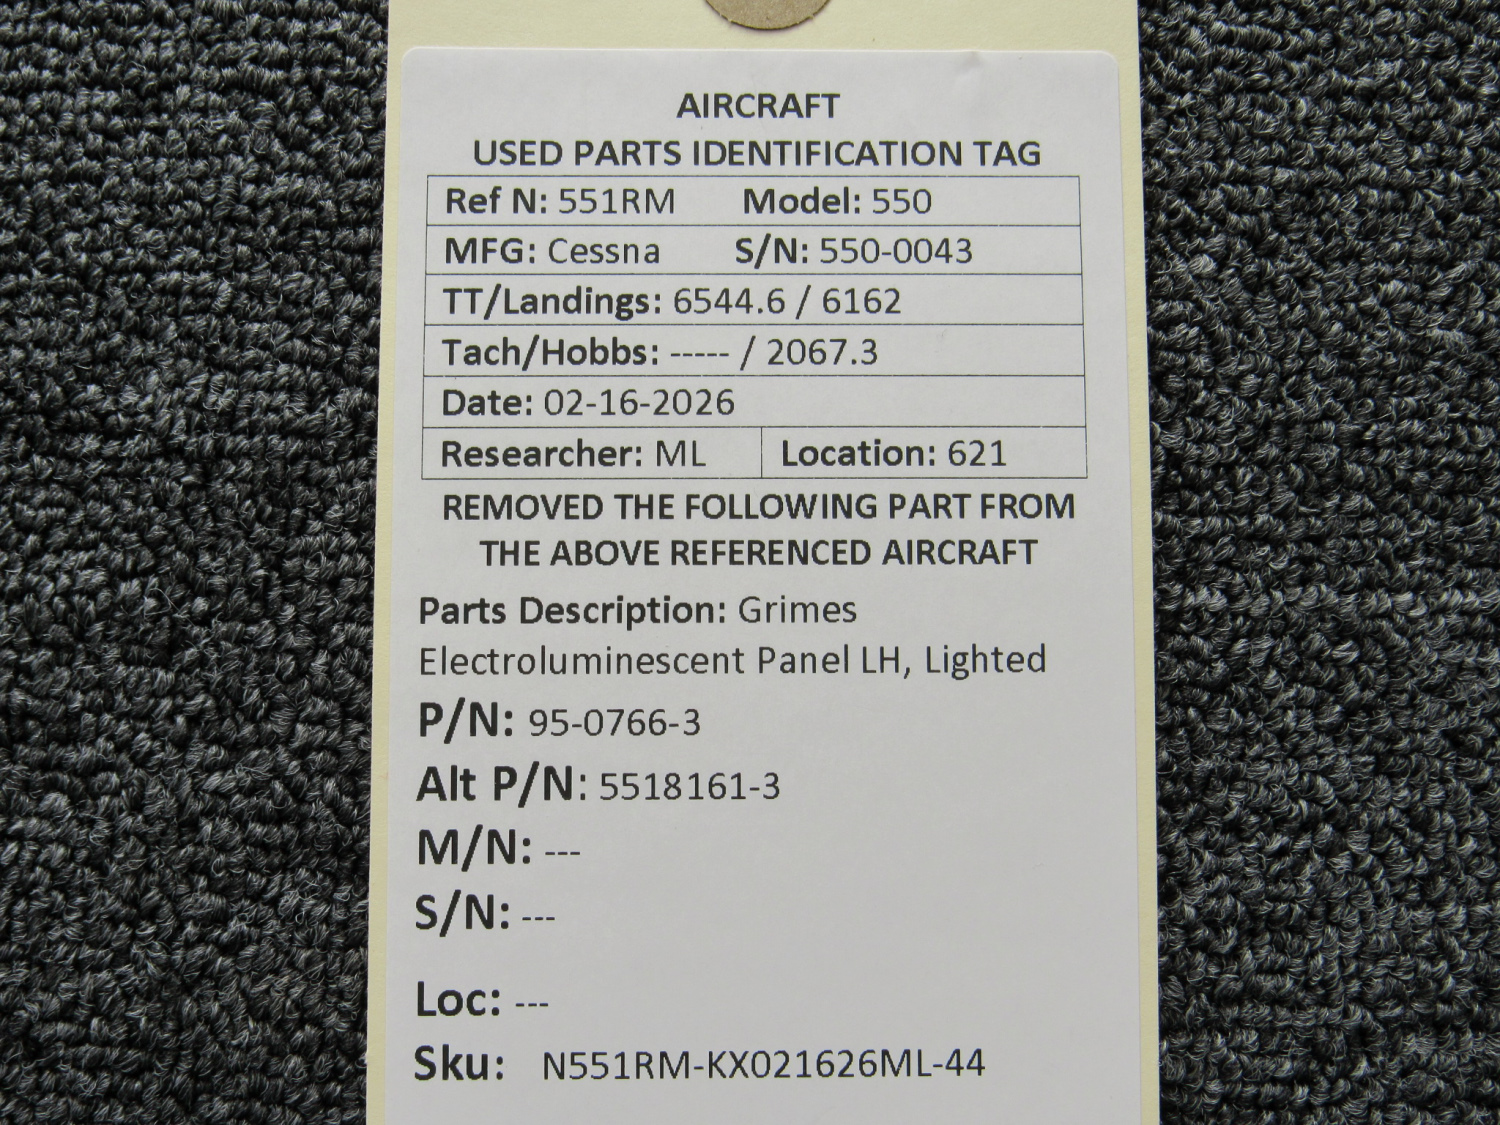 AIRCRAFT
USED PARTS IDENTIFICATION TAG
Ref N: 551RM Model: 550
MFG: Cessna S/N: 550-0043
TT/Landings: 6544.6 / 6162
Tach/Hobbs: ----- / 2067.3
Date: 02-16-2026
Researcher: ML Location: 621
REMOVED THE FOLLOWING PART FROM
THE ABOVE REFERENCED AIRCRAFT
Parts Description: Grimes
Electroluminescent Panel LH, Lighted
P/N: 95-0766-3
Alt P/N: 5518161-3
M/N: ---
S/N: ---
Loc: ---
Sku: N551RM-KX021626ML-44